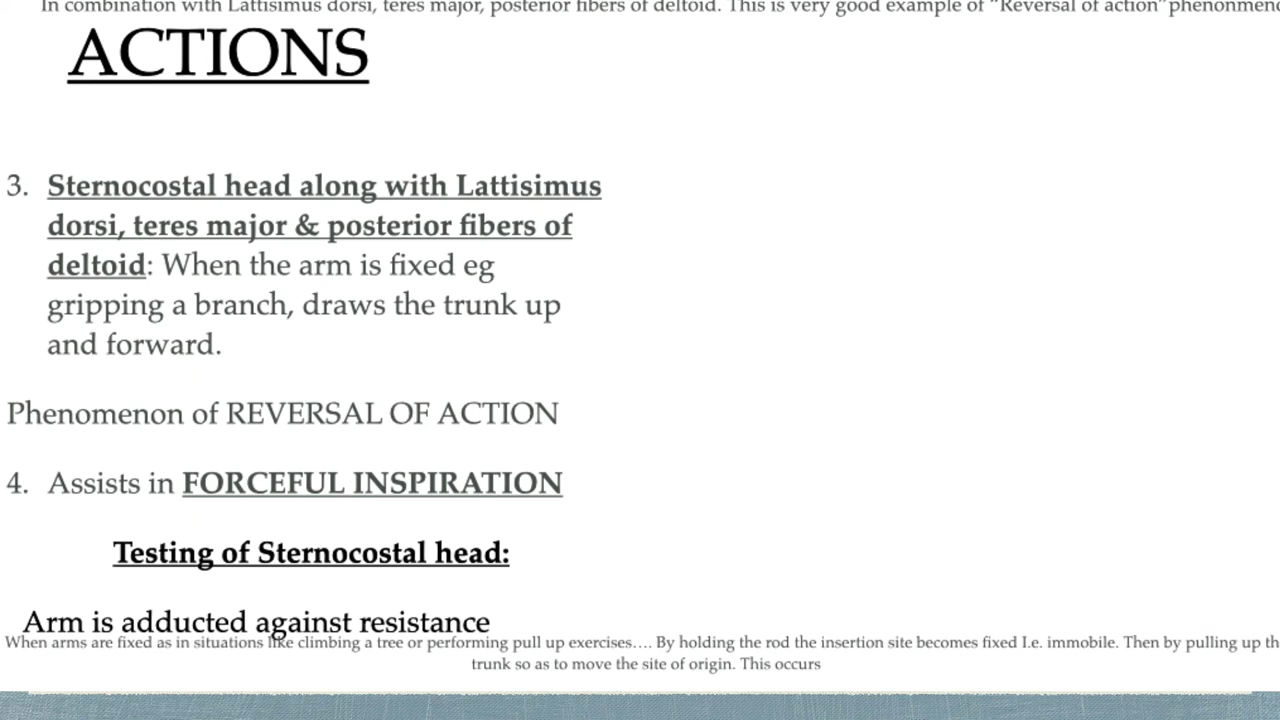 In combination with Lattisimus dorsi, teres major, posterior fibers of deltoid. This is very good example of "Reversal of action"phenonmeno
ACTIONS
3. Sternocostal head along with Lattisimus
dorsi, teres major & posterior fibers of
deltoid: When the arm is fixed eg
gripping a branch, draws the trunk up
and forward.
Phenomenon of REVERSAL OF ACTION
4. Assists in FORCEFUL INSPIRATION
Testing of Sternocostal head:
Arm is adducted against resistance
When arms are fixed as in situations like climbing a tree or performing pull up exercises…. By holding the rod the insertion site becomes fixed I.e. immobile. Then by pulling up th
trunk so as to move the site of origin. This occurs